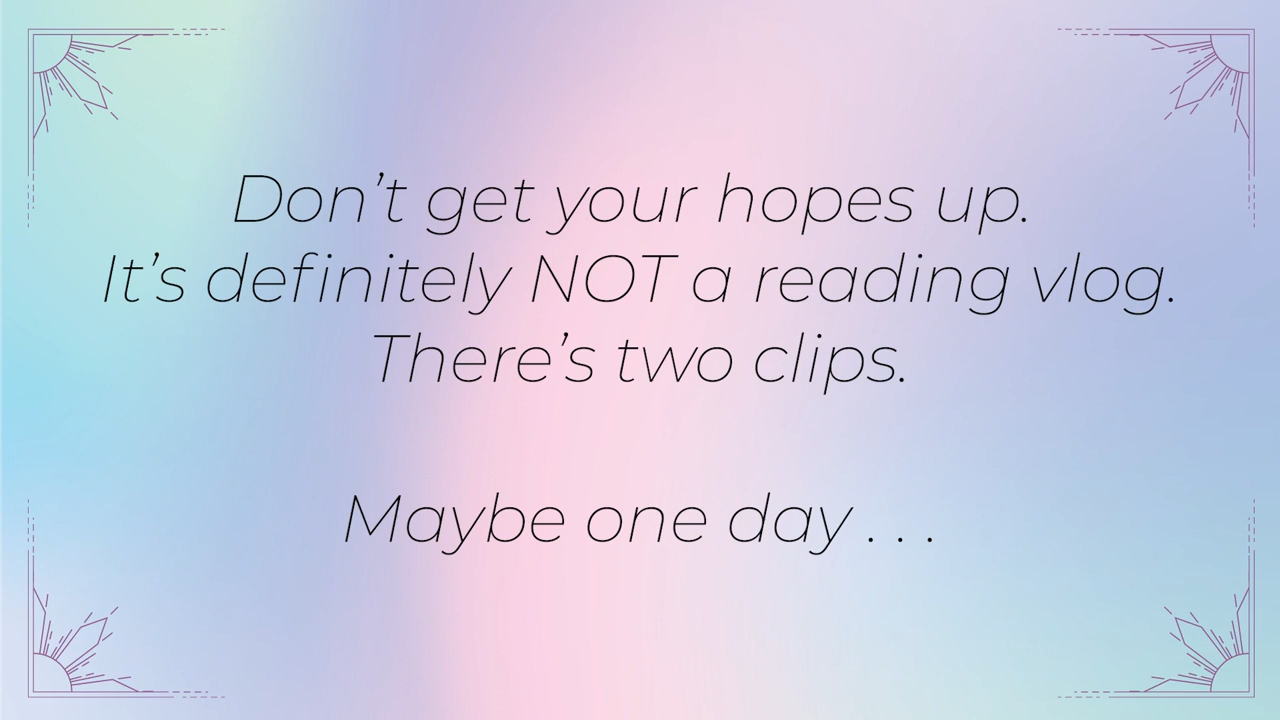 Don’t get your hopes up.
It’s definitely NOT a reading vlog.
There’s two clips.
Maybe one day . . .